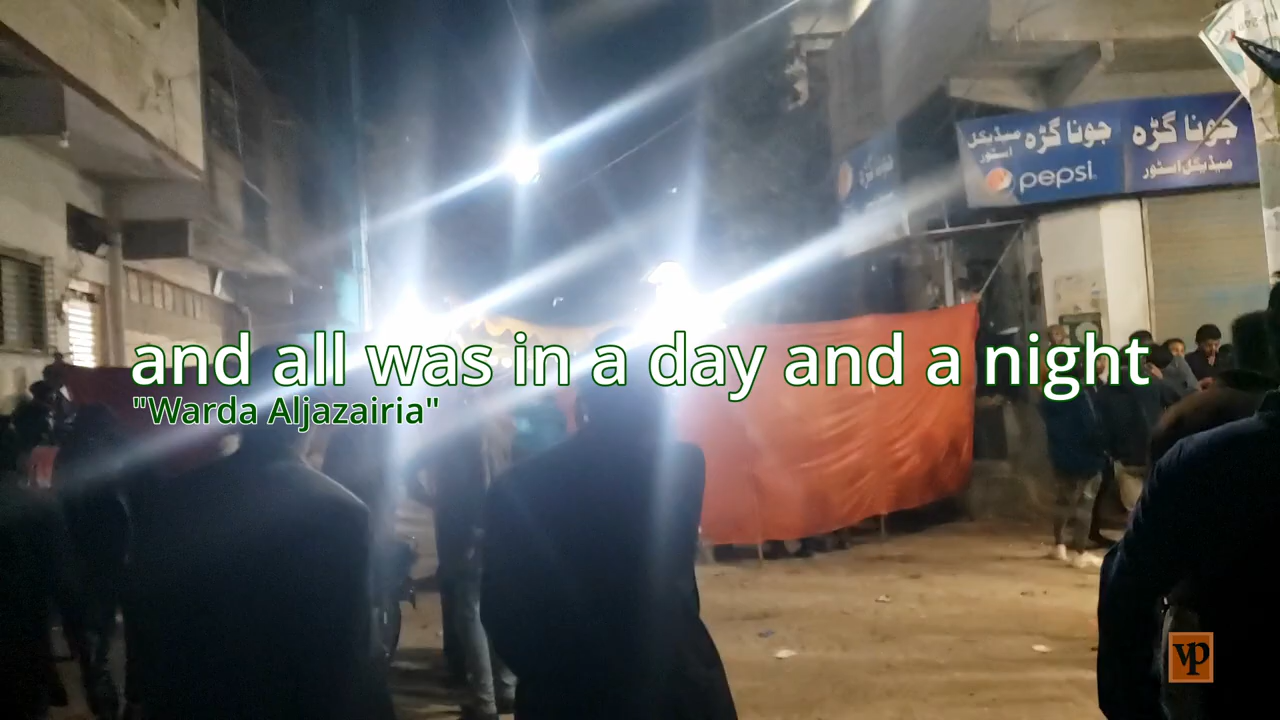 جونا گڑھ
میڈیکل اسٹور
جونا گڑھ
میڈیکل
اسٹور
pepsi
and all was in a day and a night
"Warda Aljazairia"
vp